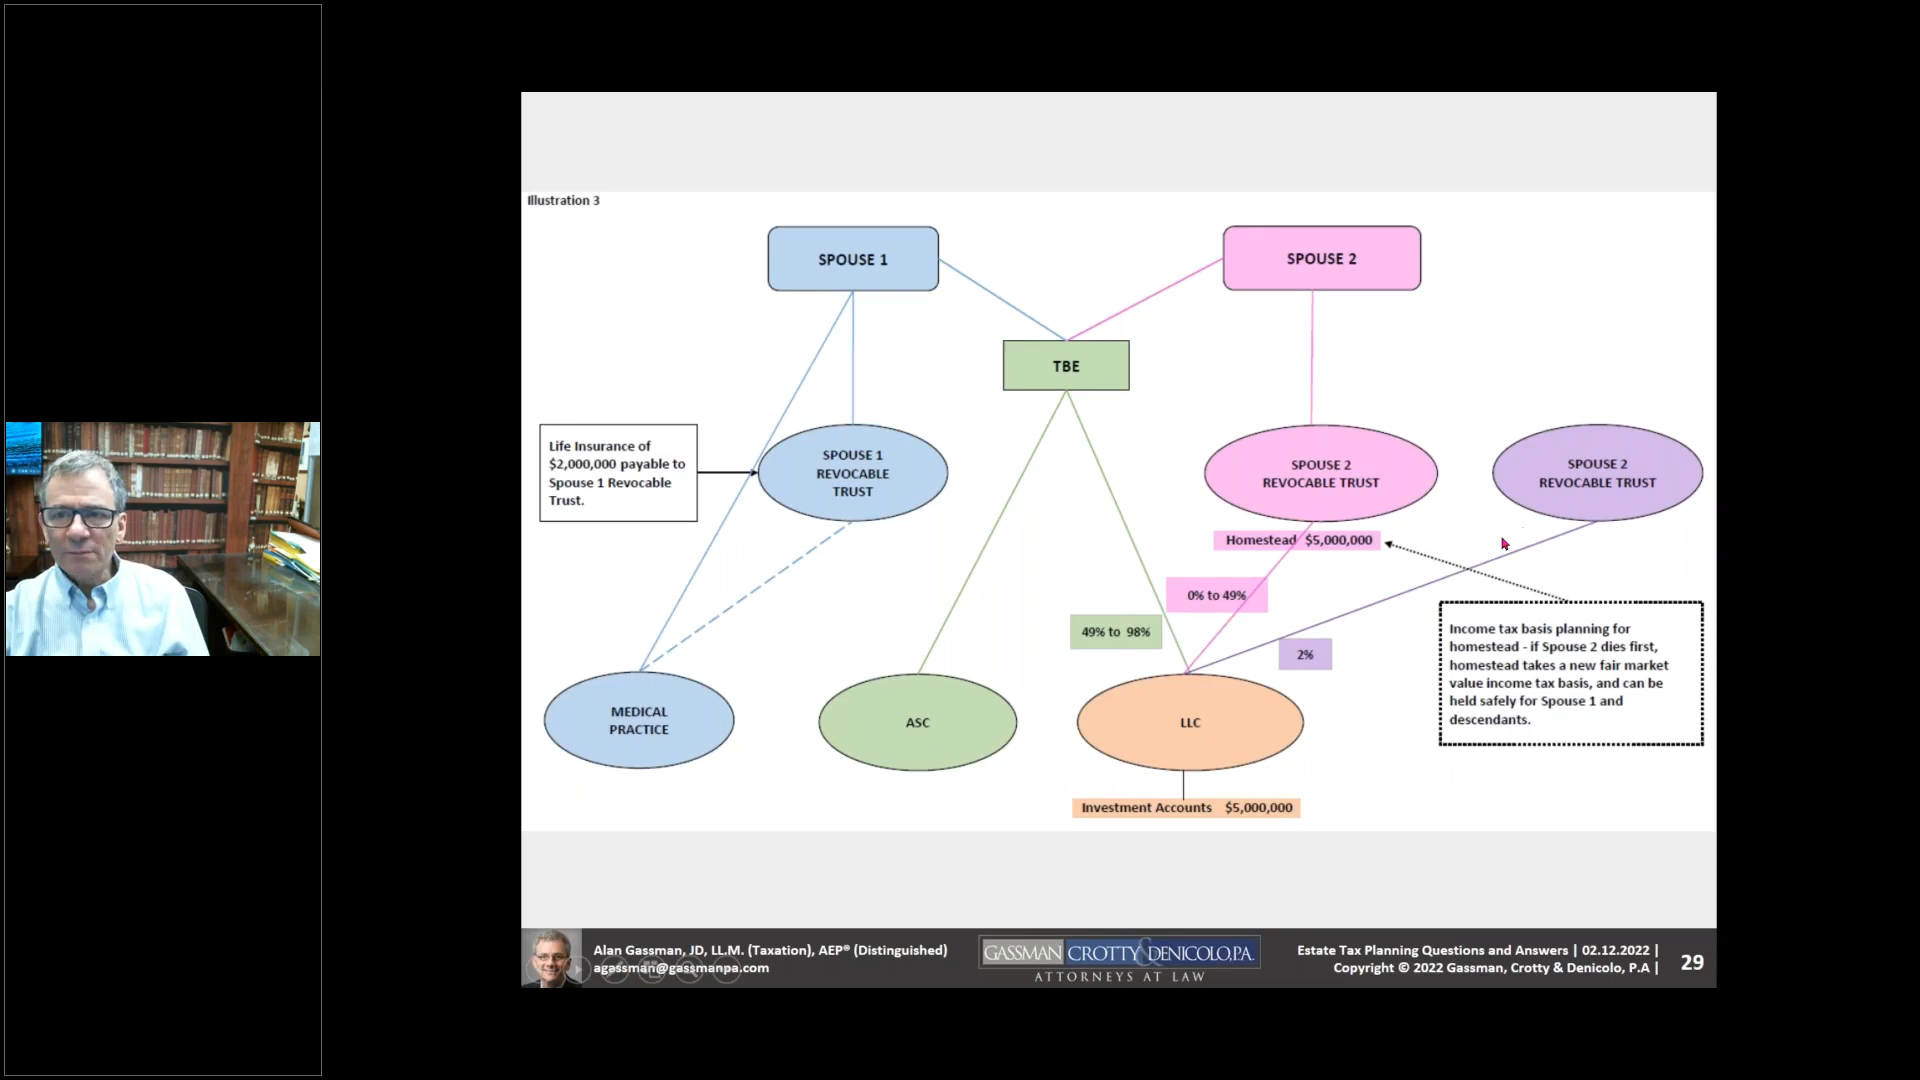 Illustration 3
SPOUSE 1
SPOUSE 2
TBE
Life Insurance of
$2,000,000 payable to
Spouse 1 Revocable
Trust.
SPOUSE 1
REVOCABLE
TRUST
SPOUSE 2
REVOCABLE TRUST
SPOUSE 2
REVOCABLE TRUST
Homestead $5,000,000
0% to 49%
49% to 98%
2%
Income tax basis planning for
homestead - if Spouse 2 dies first,
homestead takes a new fair market
value income tax basis, and can be
held safely for Spouse 1 and
descendants.
MEDICAL
PRACTICE
ASC
LLC
Investment Accounts $5,000,000
Alan Gassman, JD, LL.M. (Taxation), AEP® (Distinguished)
agassman@gassmanpa.com
GASSMAN CROTTY & DENICOLO, P.A.
ATTORNEYS AT LAW
Estate Tax Planning Questions and Answers | 02.12.2022 |
Copyright © 2022 Gassman, Crotty & Denicolo, P.A |
29